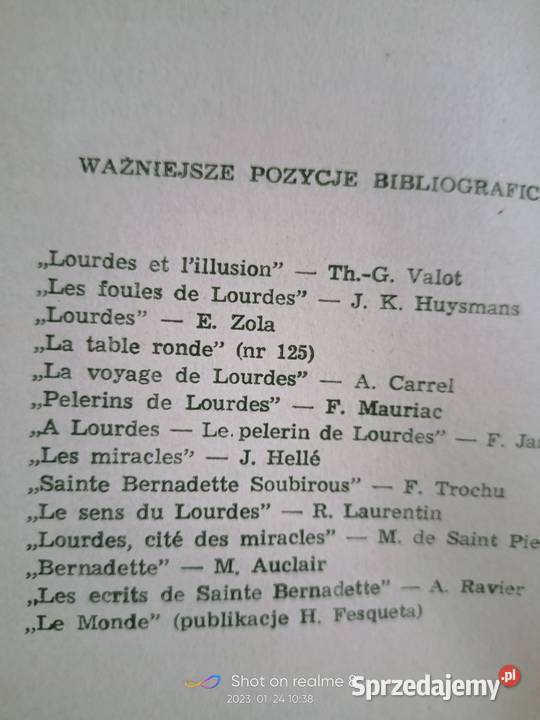 WAŻNIEJSZE POZYCJE BIBLIOGRAFIC
„Lourdes et l'illusion” — Th.-G. Valot
„Les foules de Lourdes” — J. K. Huysmans
„Lourdes” — E. Zola
„La table ronde” (nr 125)
„La voyage de Lourdes” — A. Carrel
„Pelerins de Lourdes” — F. Mauriac
„A Lourdes — Le pelerin de Lourdes” — F. Jan
„Les miracles” — J. Hellé
„Sainte Bernadette Soubirous” — F. Trochu
„Le sens du Lourdes” — R. Laurentin
„Lourdes, cité des miracles” — M. de Saint Pie
„Bernadette” — M. Auclair
„Les ecrits de Sainte Bernadette” — A. Ravier
„Le Monde” (publikacje H. Fesqueta)
Shot on realme 8
2023/01/24 10:38
Sprzedajemy.pl